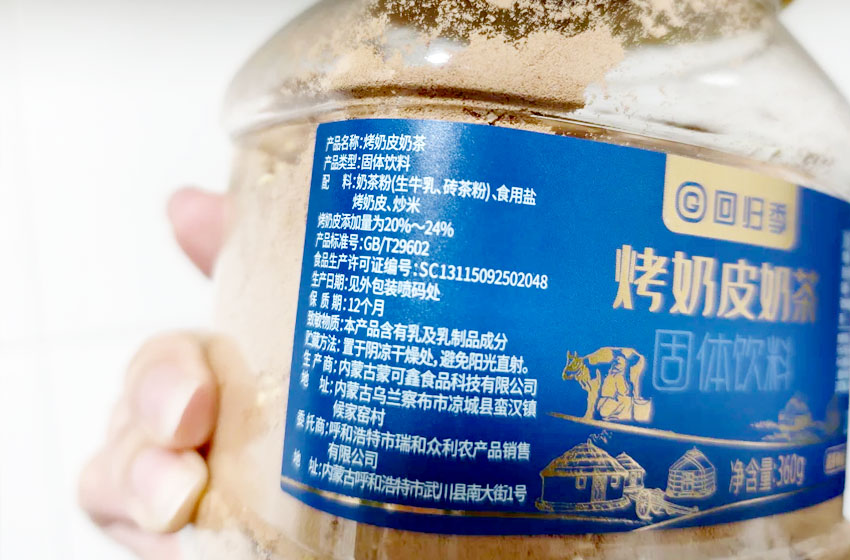 产品名称:烤奶皮奶茶
产品类型:固体饮料
配 料:奶茶粉(生牛乳、砖茶粉)、食用盐
烤奶皮、炒米
烤奶皮添加量为20%~24%
产品标准号:GB/T29602
食品生产许可证编号:SC13115092502048
生产日期:见外包装喷码处
保 质 期:12个月
致敏物质:本产品含有乳及乳制品成分
贮藏方法:置于阴凉干燥处,避免阳光直射。
生 产 商:内蒙古蒙可鑫食品科技有限公司
地 址:内蒙古乌兰察布市凉城县蛮汉镇
候家窑村
委 托 商:呼和浩特市瑞和众利农产品销售
有限公司
地 址:内蒙古呼和浩特市武川县南大街1号
回归季
烤奶皮奶茶
固体饮料
净含量:360g